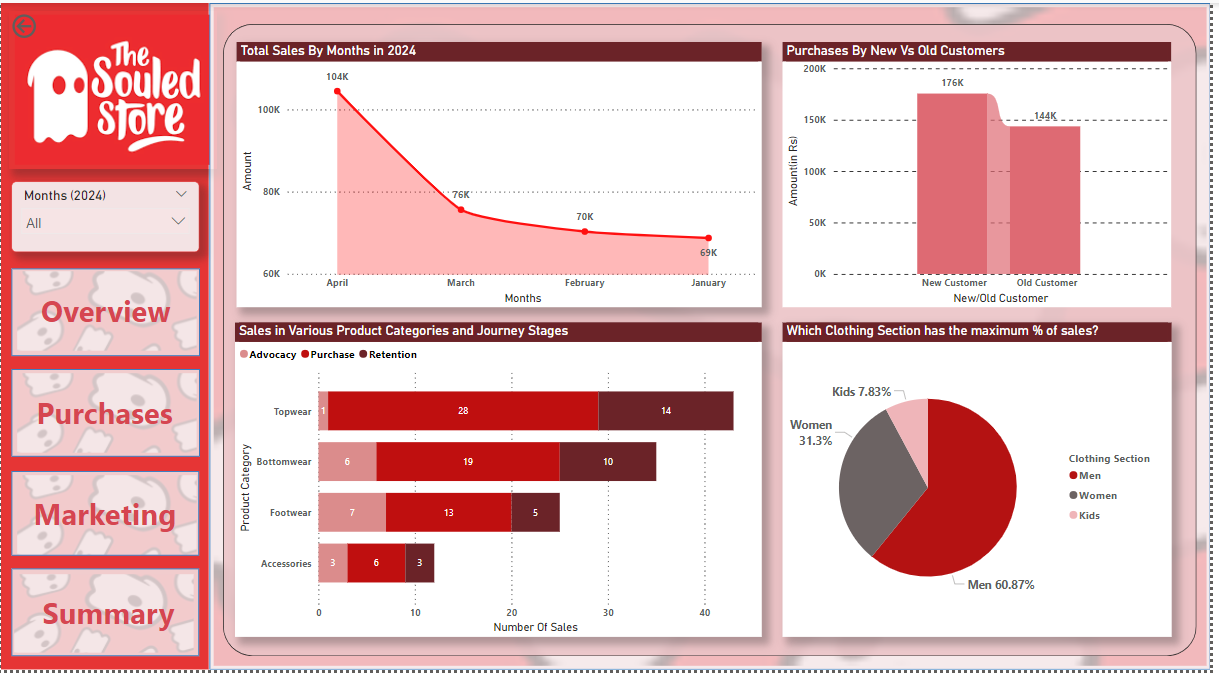 The
Souled
Store
Months (2024)
All
Overview
Purchases
Marketing
Summary
Total Sales By Months in 2024
104K
100K
80K
60K
76K
70K
69K
Amount
April March February January
Months
Purchases By New Vs Old Customers
200K
150K
100K
50K
0K
176K
144K
Amount(in Rs)
New Customer Old Customer
New/Old Customer
Sales in Various Product Categories and Journey Stages
Advocacy Purchase Retention
Product Category
Topwear 1 28 14
Bottomwear 6 19 10
Footwear 7 13 5
Accessories 3 6 3
0 10 20 30 40
Number Of Sales
Which Clothing Section has the maximum % of sales?
Kids 7.83%
Women
31.3%
Men 60.87%
Clothing Section
Men
Women
Kids